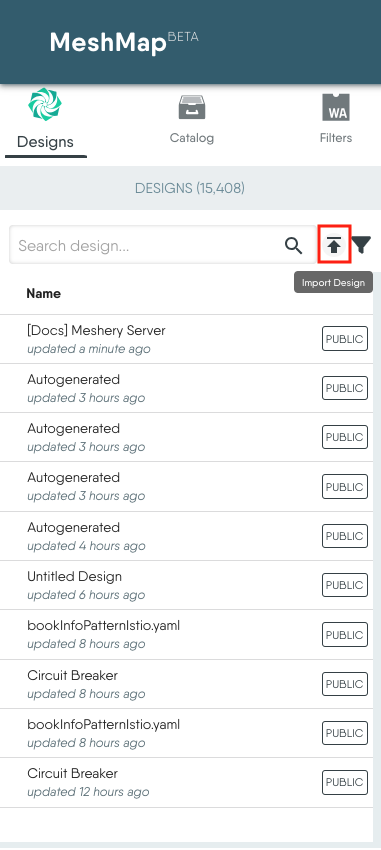 MeshMap BETA
Designs
Catalog
WA
Filters
DESIGNS (15,408)
Search design...
Import Design
Name
[Docs] Meshery Server
updated a minute ago
PUBLIC
Autogenerated
updated 3 hours ago
PUBLIC
Autogenerated
updated 3 hours ago
PUBLIC
Autogenerated
updated 3 hours ago
PUBLIC
Autogenerated
updated 4 hours ago
PUBLIC
Untitled Design
updated 6 hours ago
PUBLIC
bookInfoPatternIstio.yaml
updated 8 hours ago
PUBLIC
Circuit Breaker
updated 8 hours ago
PUBLIC
bookInfoPatternIstio.yaml
updated 8 hours ago
PUBLIC
Circuit Breaker
updated 12 hours ago
PUBLIC